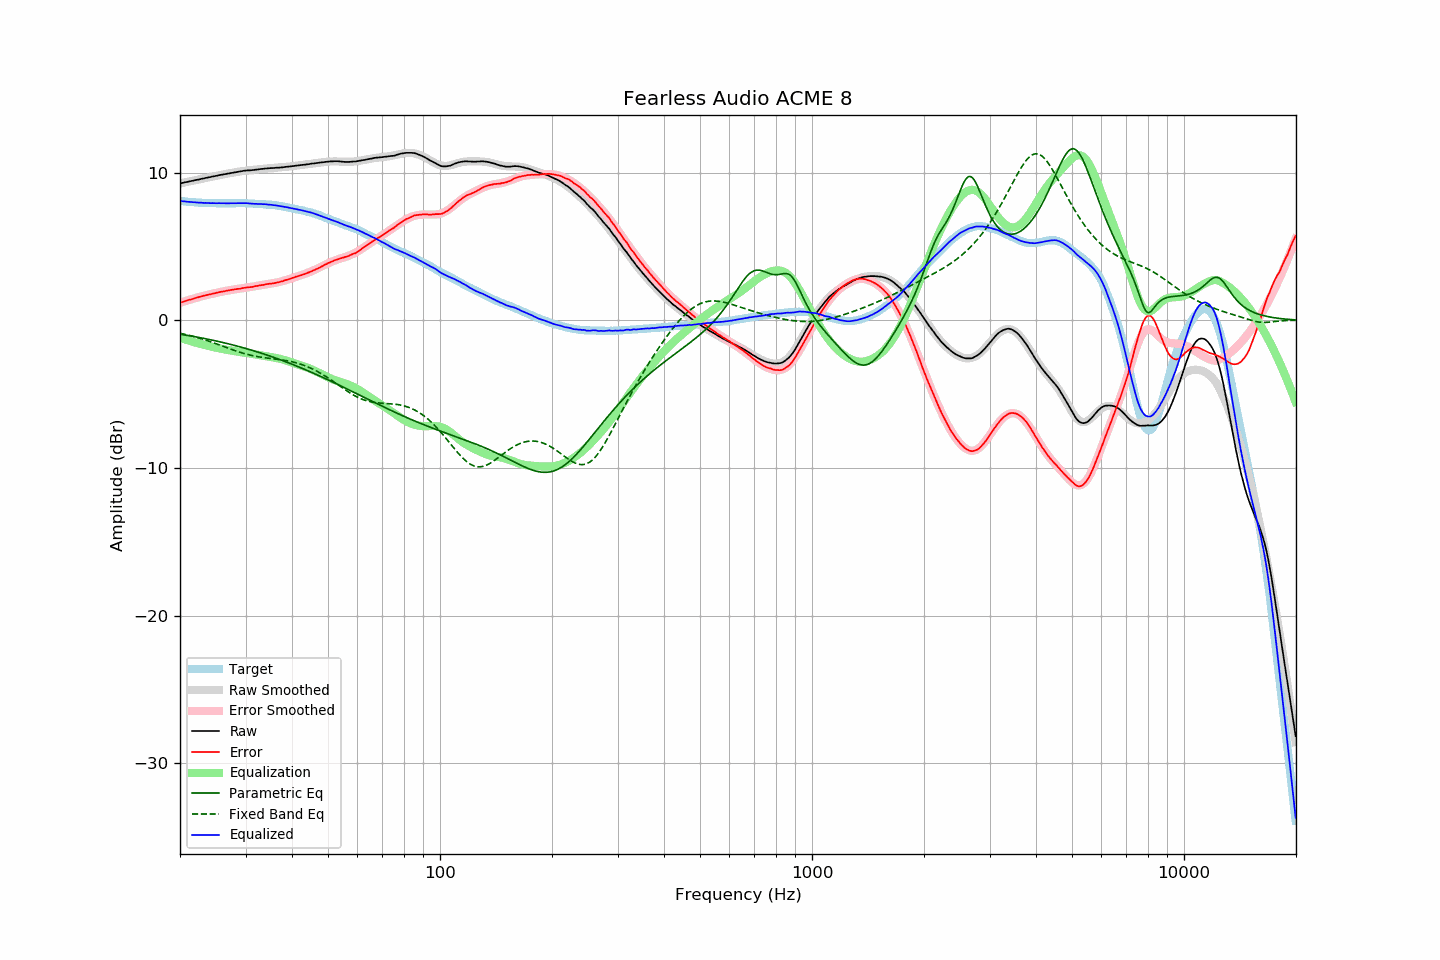 Fearless Audio ACME 8
10
0
−10
−20
−30
Amplitude (dBr)
Target
Raw Smoothed
Error Smoothed
Raw
Error
Equalization
Parametric Eq
Fixed Band Eq
Equalized
100
1000
10000
Frequency (Hz)